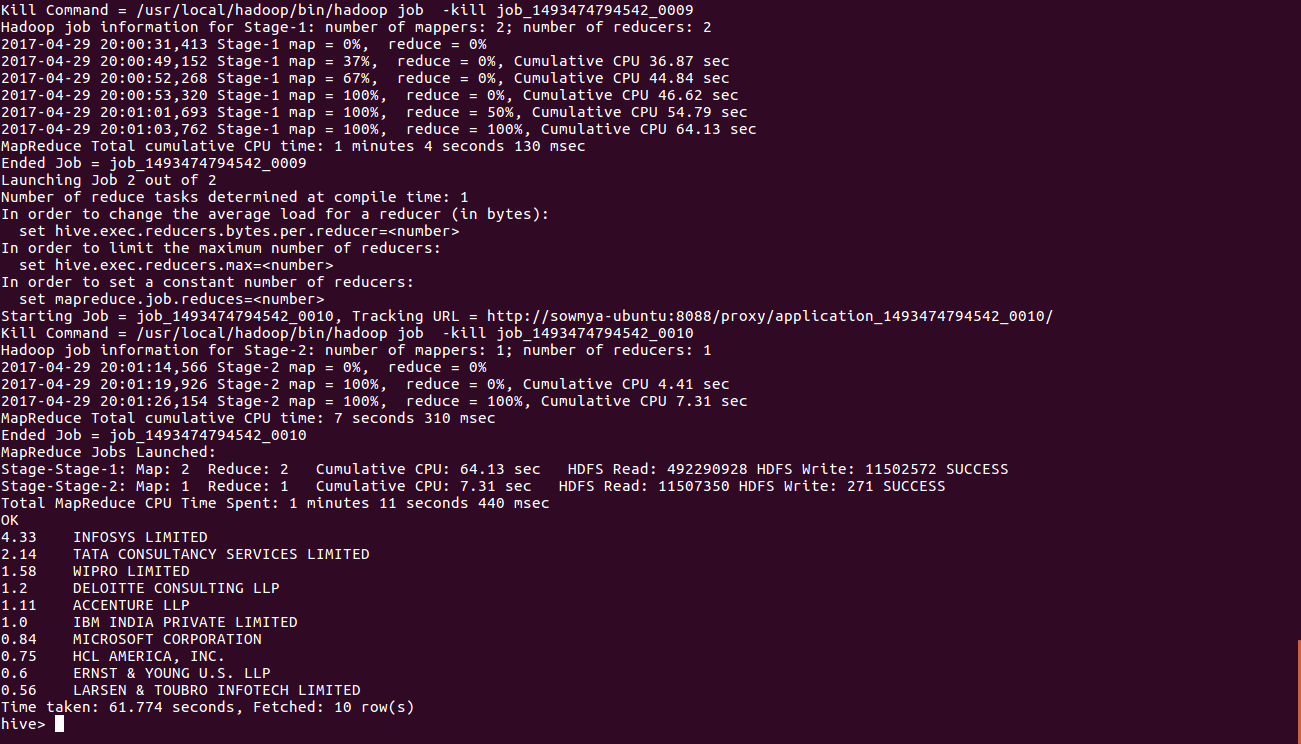 Kill Command = /usr/local/hadoop/bin/hadoop job  -kill job_1493474794542_0009
Hadoop job information for Stage-1: number of mappers: 2; number of reducers: 2
2017-04-29 20:00:31,413 Stage-1 map = 0%,  reduce = 0%
2017-04-29 20:00:49,152 Stage-1 map = 37%,  reduce = 0%, Cumulative CPU 36.87 sec
2017-04-29 20:00:52,268 Stage-1 map = 67%,  reduce = 0%, Cumulative CPU 44.84 sec
2017-04-29 20:00:53,320 Stage-1 map = 100%,  reduce = 0%, Cumulative CPU 46.62 sec
2017-04-29 20:01:01,693 Stage-1 map = 100%,  reduce = 50%, Cumulative CPU 54.79 sec
2017-04-29 20:01:03,762 Stage-1 map = 100%,  reduce = 100%, Cumulative CPU 64.13 sec
MapReduce Total cumulative CPU time: 1 minutes 4 seconds 130 msec
Ended Job = job_1493474794542_0009
Launching Job 2 out of 2
Number of reduce tasks determined at compile time: 1
In order to change the average load for a reducer (in bytes):
  set hive.exec.reducers.bytes.per.reducer=<number>
In order to limit the maximum number of reducers:
  set hive.exec.reducers.max=<number>
In order to set a constant number of reducers:
  set mapreduce.job.reduces=<number>
Starting Job = job_1493474794542_0010, Tracking URL = http://sowmya-ubuntu:8088/proxy/application_1493474794542_0010/
Kill Command = /usr/local/hadoop/bin/hadoop job  -kill job_1493474794542_0010
Hadoop job information for Stage-2: number of mappers: 1; number of reducers: 1
2017-04-29 20:01:14,566 Stage-2 map = 0%,  reduce = 0%
2017-04-29 20:01:19,926 Stage-2 map = 100%,  reduce = 0%, Cumulative CPU 4.41 sec
2017-04-29 20:01:26,154 Stage-2 map = 100%,  reduce = 100%, Cumulative CPU 7.31 sec
MapReduce Total cumulative CPU time: 7 seconds 310 msec
Ended Job = job_1493474794542_0010
MapReduce Jobs Launched:
Stage-Stage-1: Map: 2  Reduce: 2   Cumulative CPU: 64.13 sec   HDFS Read: 492290928 HDFS Write: 11502572 SUCCESS
Stage-Stage-2: Map: 1  Reduce: 1   Cumulative CPU: 7.31 sec   HDFS Read: 11507350 HDFS Write: 271 SUCCESS
Total MapReduce CPU Time Spent: 1 minutes 11 seconds 440 msec
OK
4.33    INFOSYS LIMITED
2.14    TATA CONSULTANCY SERVICES LIMITED
1.58    WIPRO LIMITED
1.2     DELOITTE CONSULTING LLP
1.11    ACCENTURE LLP
1.0     IBM INDIA PRIVATE LIMITED
0.84    MICROSOFT CORPORATION
0.75    HCL AMERICA, INC.
0.6     ERNST & YOUNG U.S. LLP
0.56    LARSEN & TOUBRO INFOTECH LIMITED
Time taken: 61.774 seconds, Fetched: 10 row(s)
hive>